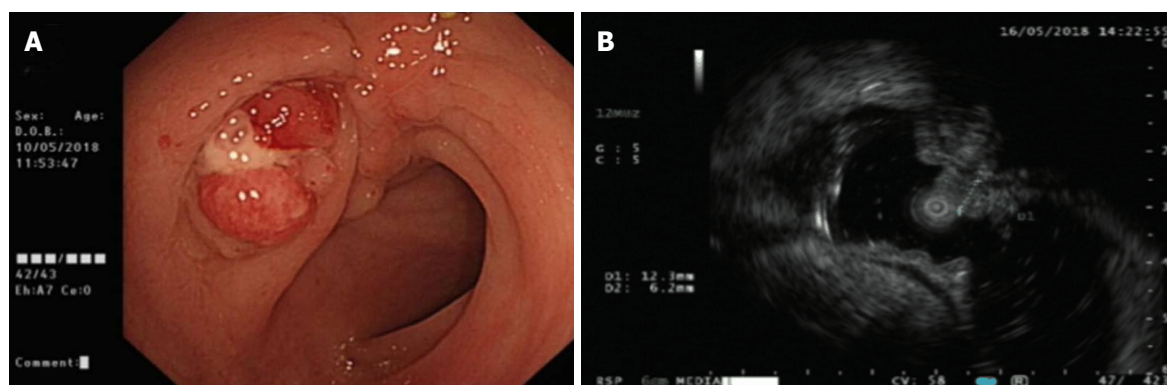 A
Sex: Age:
D.O.B.:
10/05/2018
11:53:47
42/43
Eh:A7 Ce:0
Comment:
B
16/05/2018 14:22:55
12MHz
G : 5
C : 5
D1
D1: 12.3mm
D2: 6.2mm
RSP 6cm MEDIA
CV: 58